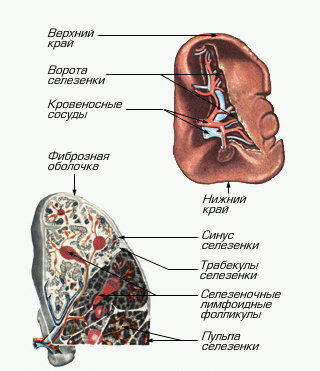 Верхний
край
Ворота
селезенки
Кровеносные
сосуды
Фиброзная
оболочка
Нижний
край
Синус
селезенки
Трабекулы
селезенки
Селезеночные
лимфоидные
фолликулы
Пульпа
селезенки